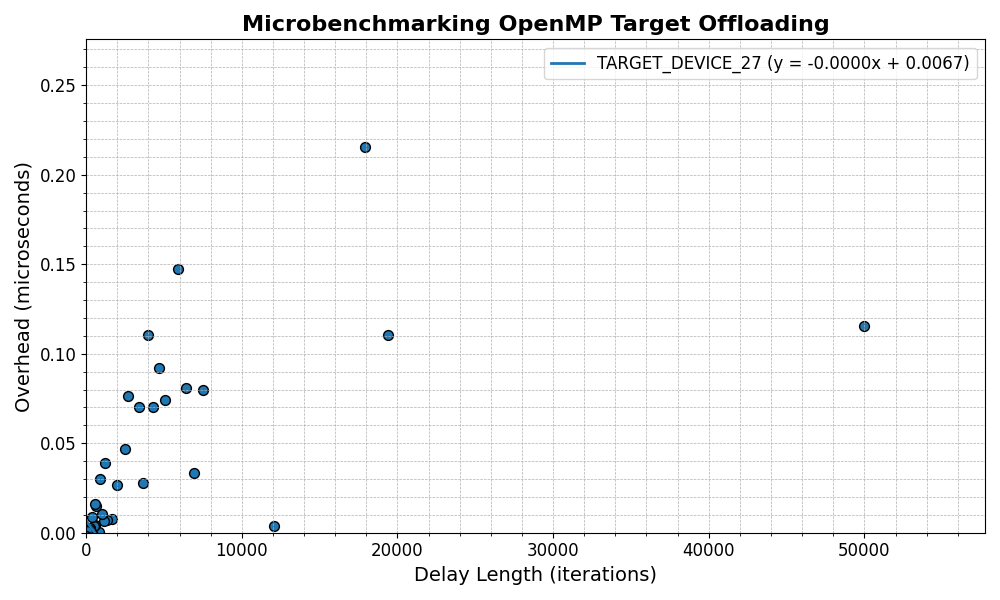 Microbenchmarking OpenMP Target Offloading
TARGET_DEVICE_27 (y = -0.0000x + 0.0067)
Overhead (microseconds)
0.25
0.20
0.15
0.10
0.05
0.00
0 10000 20000 30000 40000 50000
Delay Length (iterations)